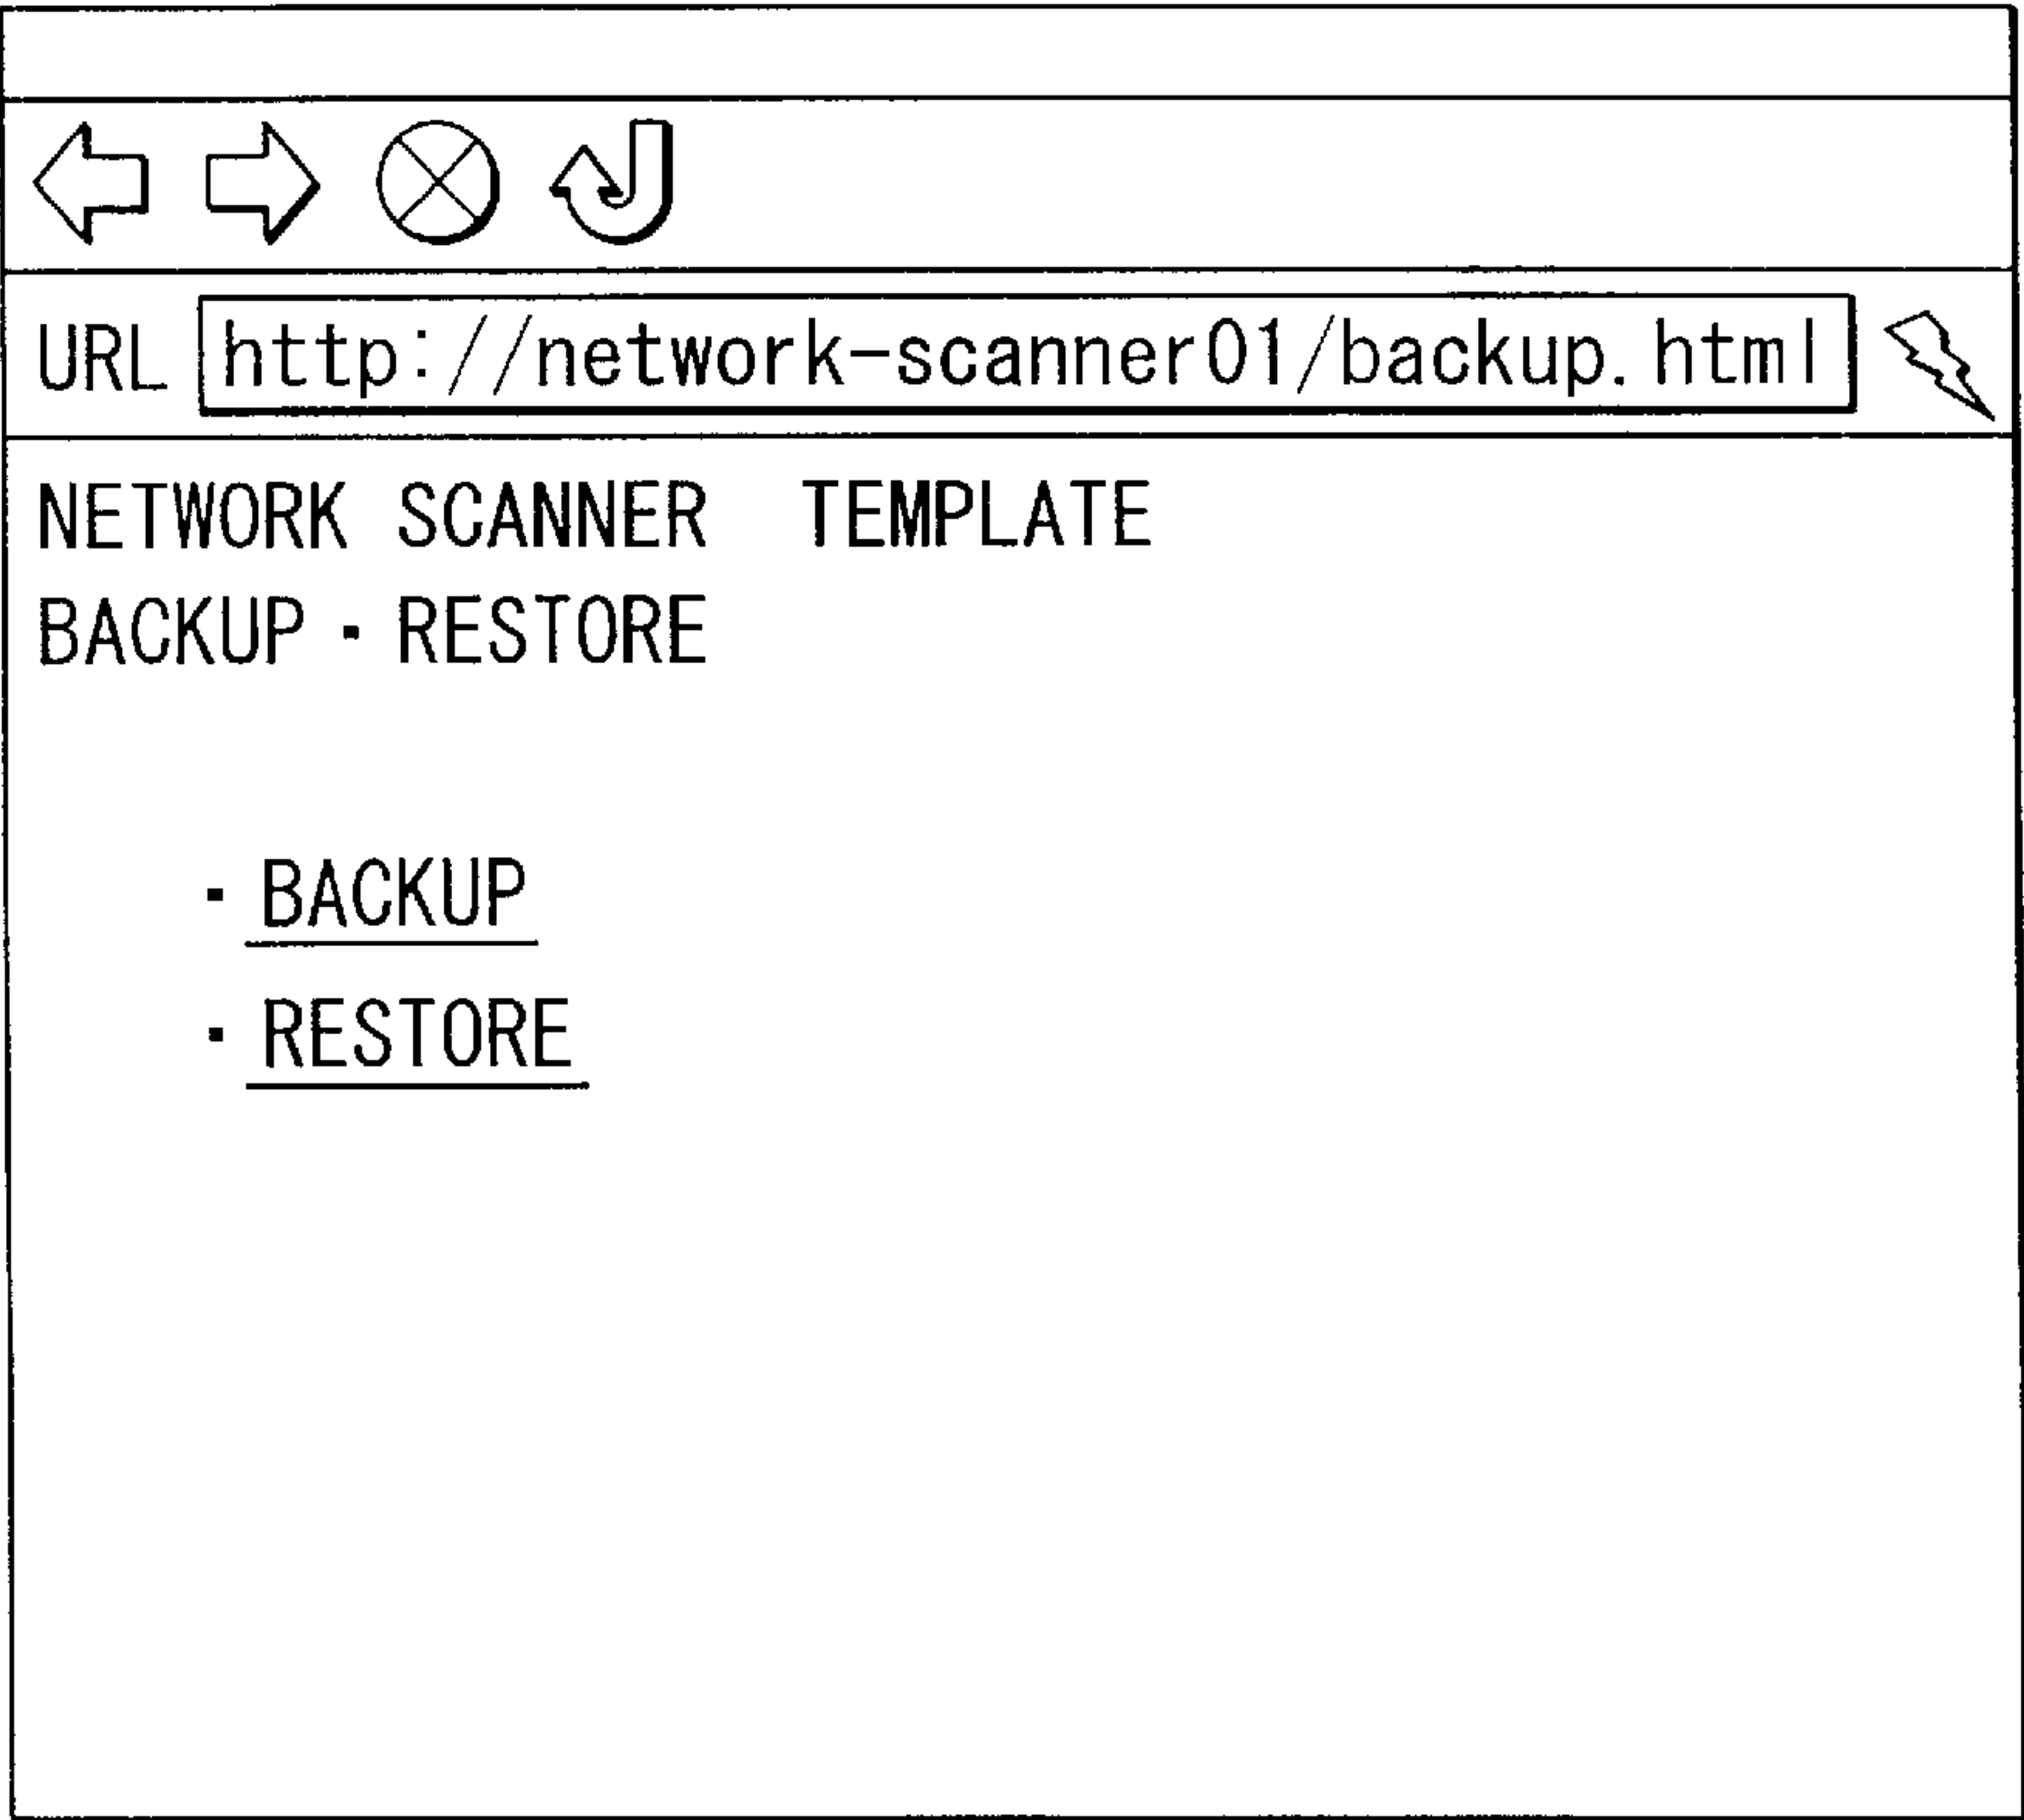 URL http://network-scanner01/backup.html
NETWORK SCANNER TEMPLATE
BACKUP・RESTORE
・BACKUP
・RESTORE